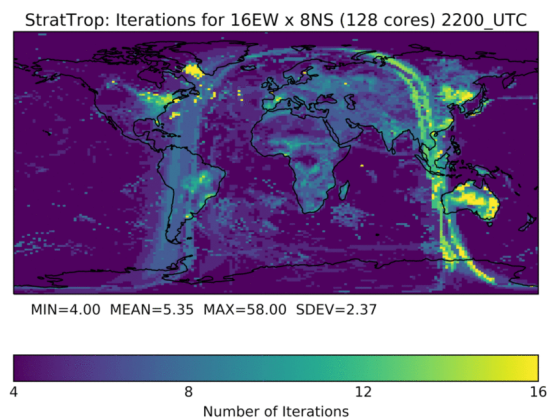 StratTrop: Iterations for 16EW x 8NS (128 cores) 2200_UTC
MIN=4.00 MEAN=5.35 MAX=58.00 SDEV=2.37
4 8 12 16
Number of Iterations